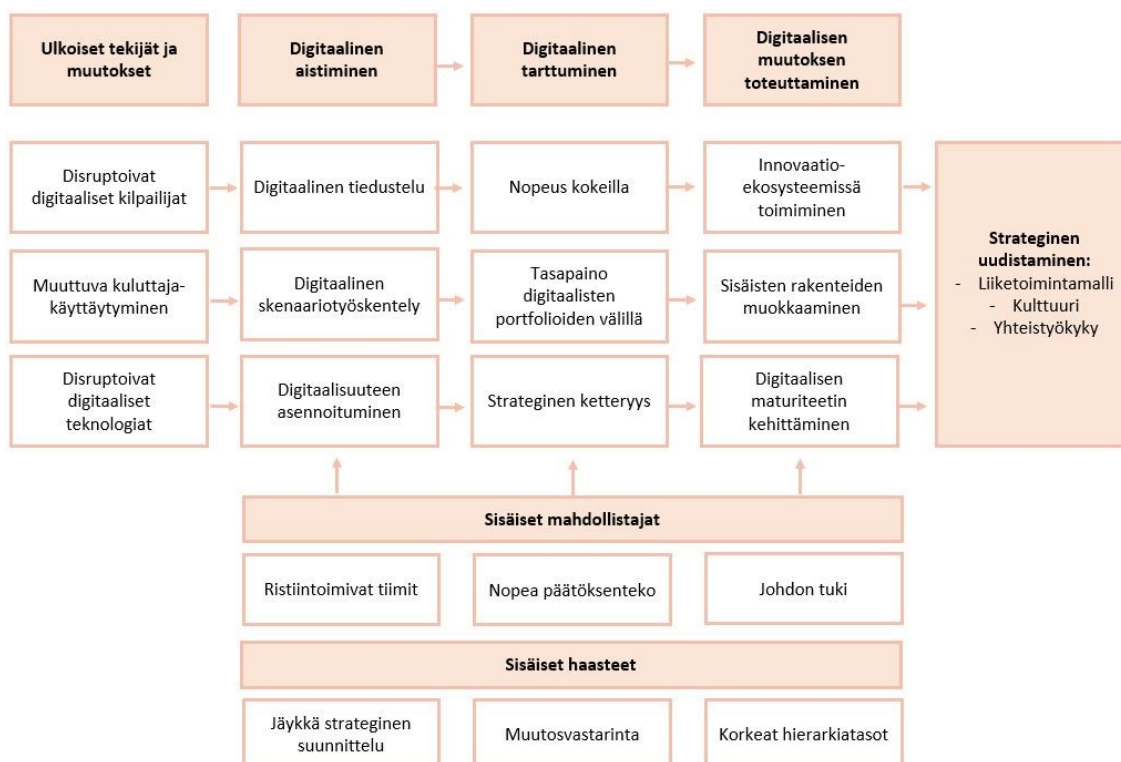 Ulkoiset tekijät ja
muutokset
Digitaalinen
aistiminen
Digitaalinen
tarttuminen
Digitaalisen
muutoksen
toteuttaminen
Disruptoivat
digitaaliset kilpailijat
Digitaalinen tiedustelu
Nopeus kokeilla
Innovaatio-
ekosysteemissä
toimiminen
Muuttuva kuluttaja-
käyttäytyminen
Digitaalinen
skenaariotyöskentely
Tasapaino
digitaalisten
portfolioiden välillä
Sisäisten rakenteiden
muokkaaminen
Disruptoivat
digitaaliset
teknologiat
Digitaalisuuteen
asennoituminen
Strateginen ketteryys
Digitaalisen
maturiteetin
kehittäminen
Strateginen
uudistaminen:
- Liiketoimintamalli
- Kulttuuri
- Yhteistyökyky
Sisäiset mahdollistajat
Ristiintoimivat tiimit
Nopea päätöksenteko
Johdon tuki
Sisäiset haasteet
Jäykkä strateginen
suunnittelu
Muutosvastarinta
Korkeat hierarkiatasot